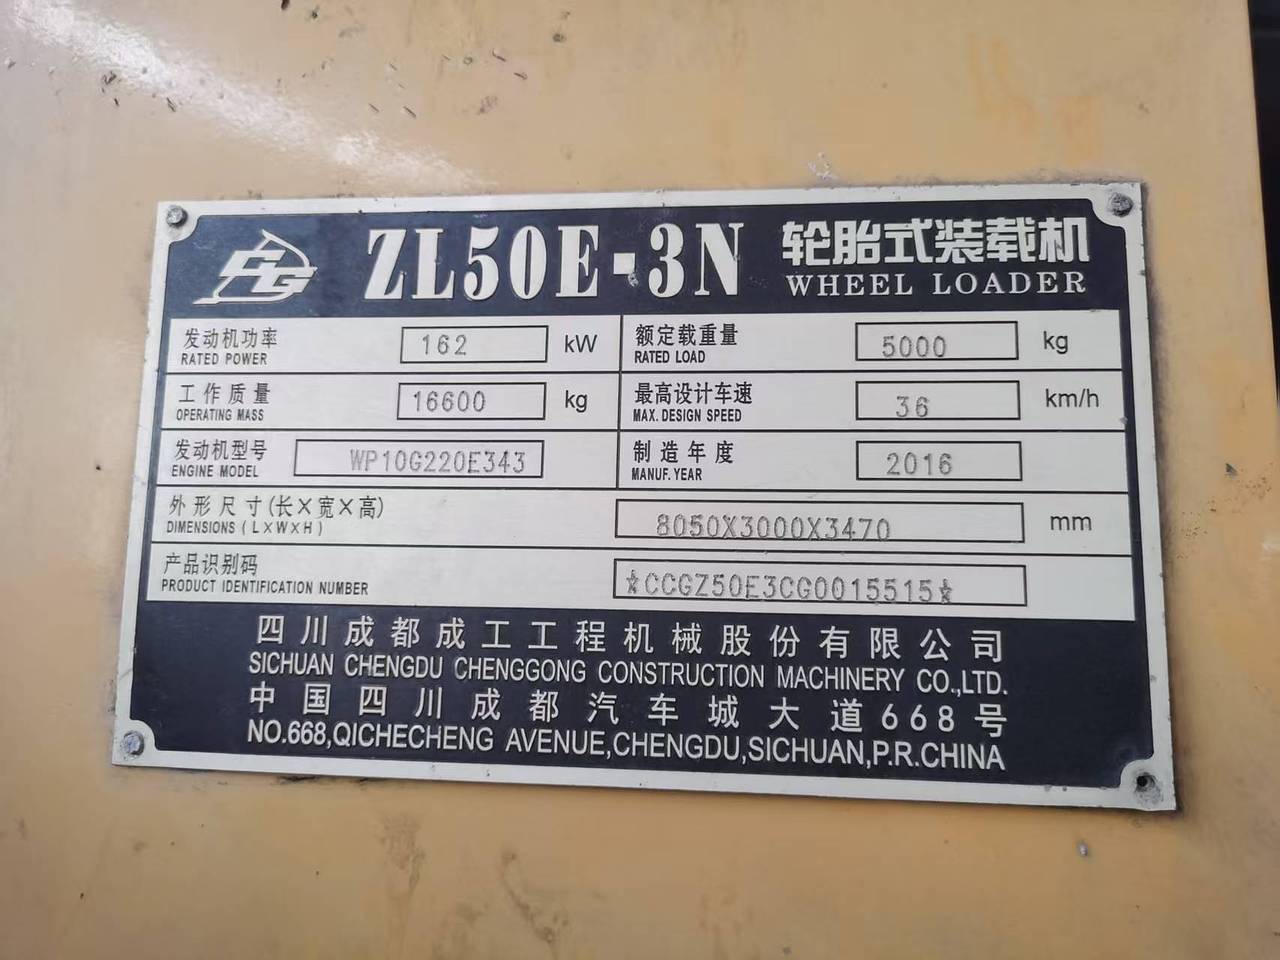 CG ZL50E-3N 轮胎式装载机
WHEEL LOADER
发动机功率 162 kW 额定载重量 5000 kg
RATED POWER RATED LOAD
工作质量 16600 kg 最高设计车速 36 km/h
OPERATING MASS MAX. DESIGN SPEED
发动机型号 WP10G220E343 制造年度 2016
ENGINE MODEL MANUF. YEAR
外形尺寸(长×宽×高) 8050X3000X3470 mm
DIMENSIONS (L×W×H)
产品识别码 ☆CCGZ50E3CG0015515☆
PRODUCT IDENTIFICATION NUMBER
四川成都成工工程机械股份有限公司
SICHUAN CHENGDU CHENGGONG CONSTRUCTION MACHINERY CO.,LTD.
中国四川成都汽车城大道668号
NO.668,QICHECHENG AVENUE,CHENGDU,SICHUAN,P.R.CHINA